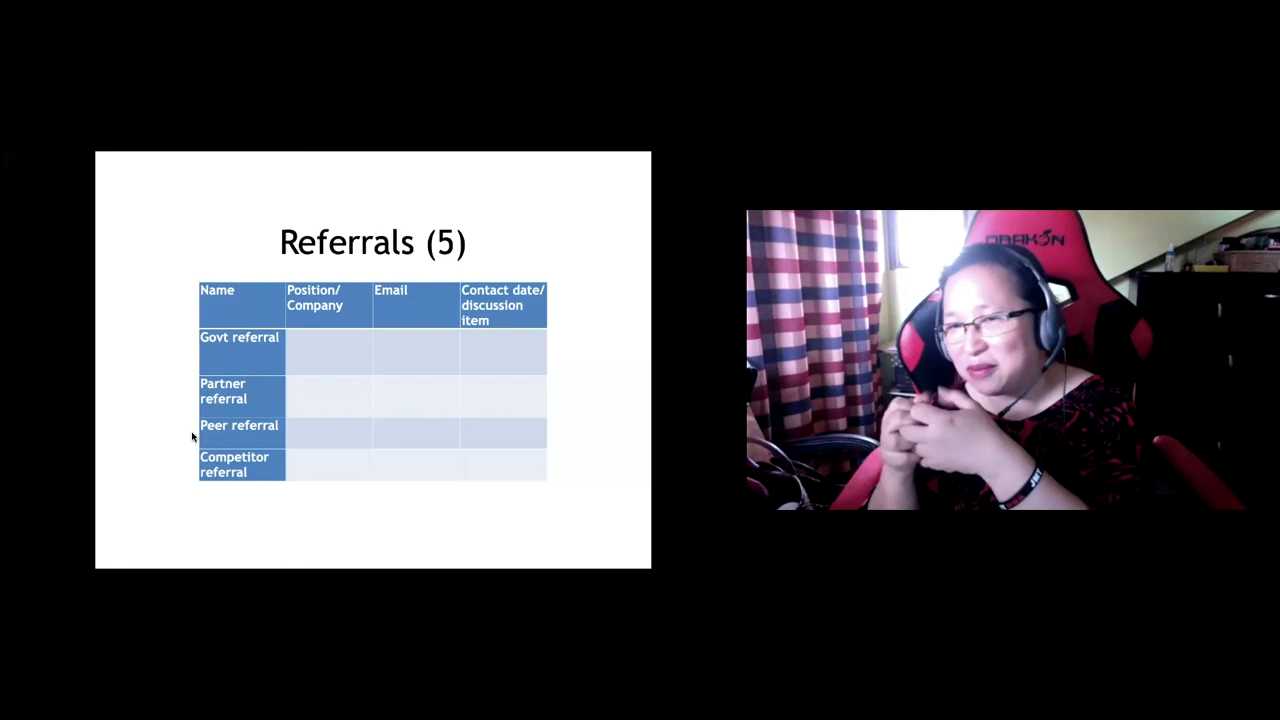 Referrals (5)
Name
Position/
Company
Email
Contact date/
discussion
item
Govt referral
Partner
referral
Peer referral
Competitor
referral
DRAKON